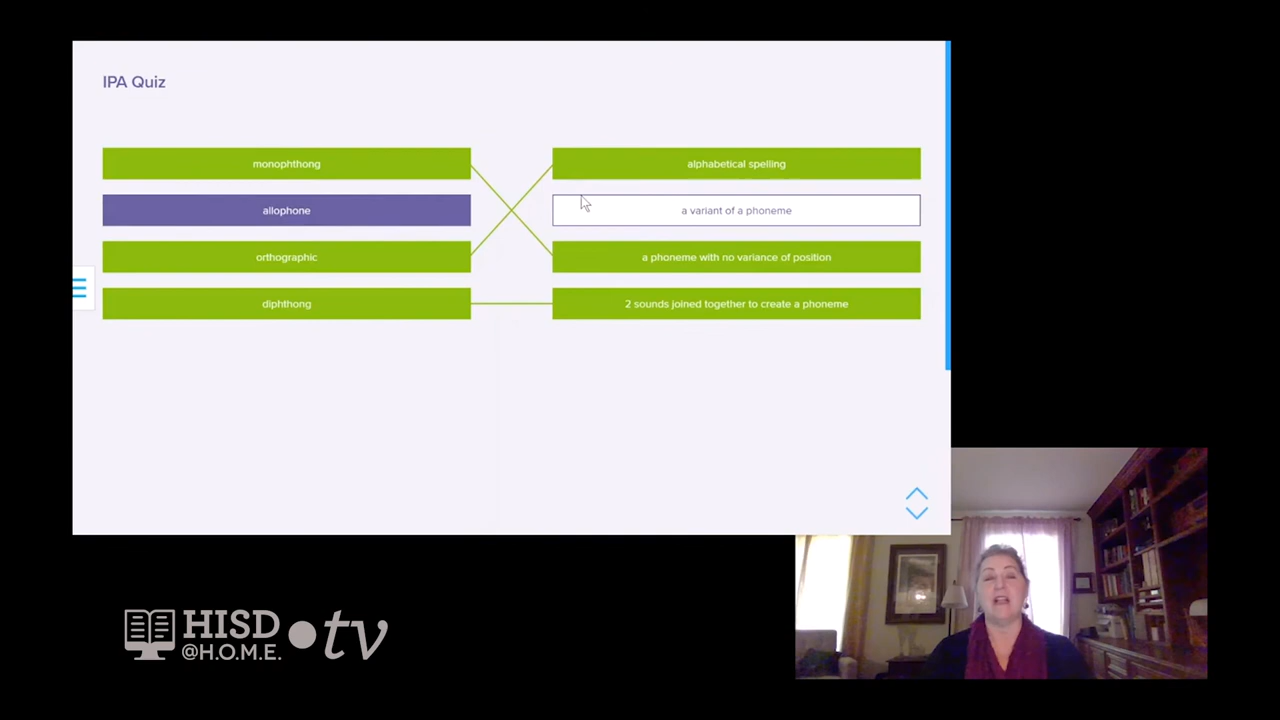 IPA Quiz
monophthong
alphabetical spelling
allophone
a variant of a phoneme
orthographic
a phoneme with no variance of position
diphthong
2 sounds joined together to create a phoneme
HISD
@H.O.M.E.
tv